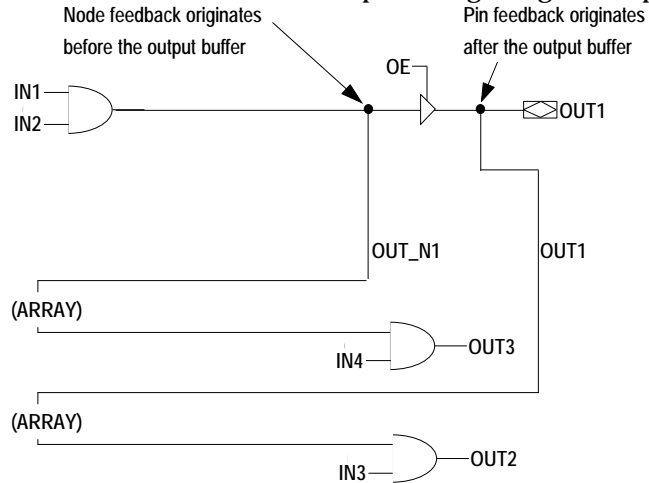 Node feedback originates
before the output buffer
Pin feedback originates
after the output buffer
OE
IN1
IN2
OUT1
OUT_N1
OUT1
(ARRAY)
IN4
OUT3
(ARRAY)
IN3
OUT2